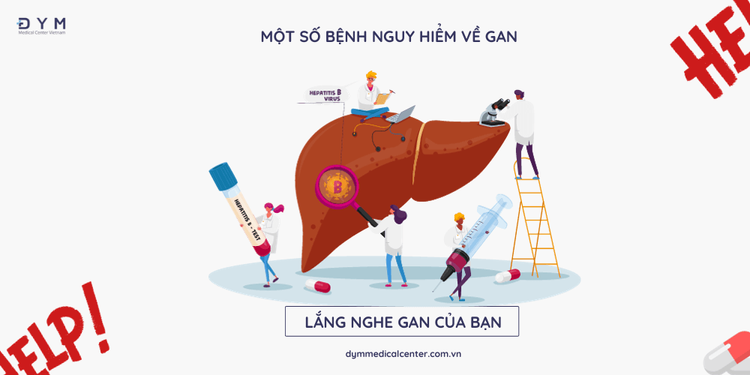 DYM
Medical Center Vietnam
MỘT SỐ BỆNH NGUY HIỂM VỀ GAN
HE
HEPATITIS B
VIRUS
B
HEPATITIS B - TEST
HELP!
LẮNG NGHE GAN CỦA BẠN
dymmedicalcenter.com.vn